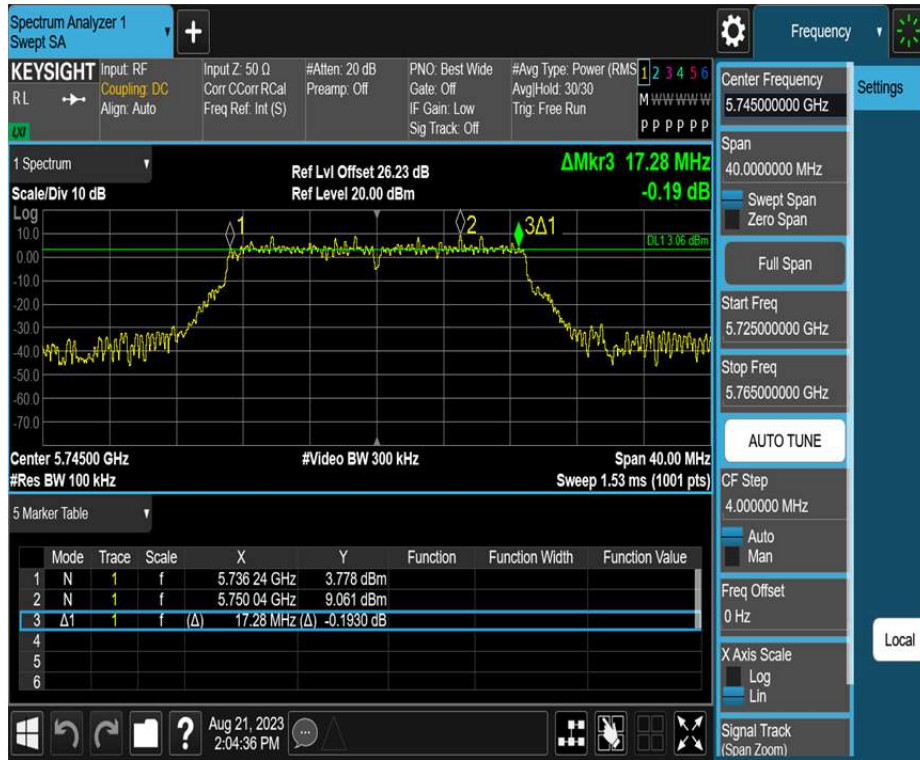 Spectrum Analyzer 1
Swept SA
Frequency
KEYSIGHT
RL
LXI
Input: RF
Coupling: DC
Align: Auto
Input Z: 50 Ω
Corr CCorr RCal
Freq Ref: Int (S)
#Atten: 20 dB
Preamp: Off
PNO: Best Wide
Gate: Off
IF Gain: Low
Sig Track: Off
#Avg Type: Power (RMS
Avg|Hold: 30/30
Trig: Free Run
1 2 3 4 5 6
M W W W W W
P P P P P P
1 Spectrum
Scale/Div 10 dB
Ref Lvl Offset 26.23 dB
Ref Level 20.00 dBm
ΔMkr3 17.28 MHz
-0.19 dB
Log
10.0
0.00
-10.0
-20.0
-30.0
-40.0
-50.0
-60.0
-70.0
1
2
3Δ1
DL1 3.06 dBm
Center 5.74500 GHz
#Res BW 100 kHz
#Video BW 300 kHz
Span 40.00 MHz
Sweep 1.53 ms (1001 pts)
5 Marker Table
Mode Trace Scale X Y Function Function Width Function Value
1 N 1 f 5.736 24 GHz 3.778 dBm
2 N 1 f 5.750 04 GHz 9.061 dBm
3 Δ1 1 f (Δ) 17.28 MHz (Δ) -0.1930 dB
4
5
6
Aug 21, 2023
2:04:36 PM
Center Frequency
5.745000000 GHz
Settings
Span
40.0000000 MHz
Swept Span
Zero Span
Full Span
Start Freq
5.725000000 GHz
Stop Freq
5.765000000 GHz
AUTO TUNE
CF Step
4.000000 MHz
Auto
Man
Freq Offset
0 Hz
Local
X Axis Scale
Log
Lin
Signal Track
(Span Zoom)